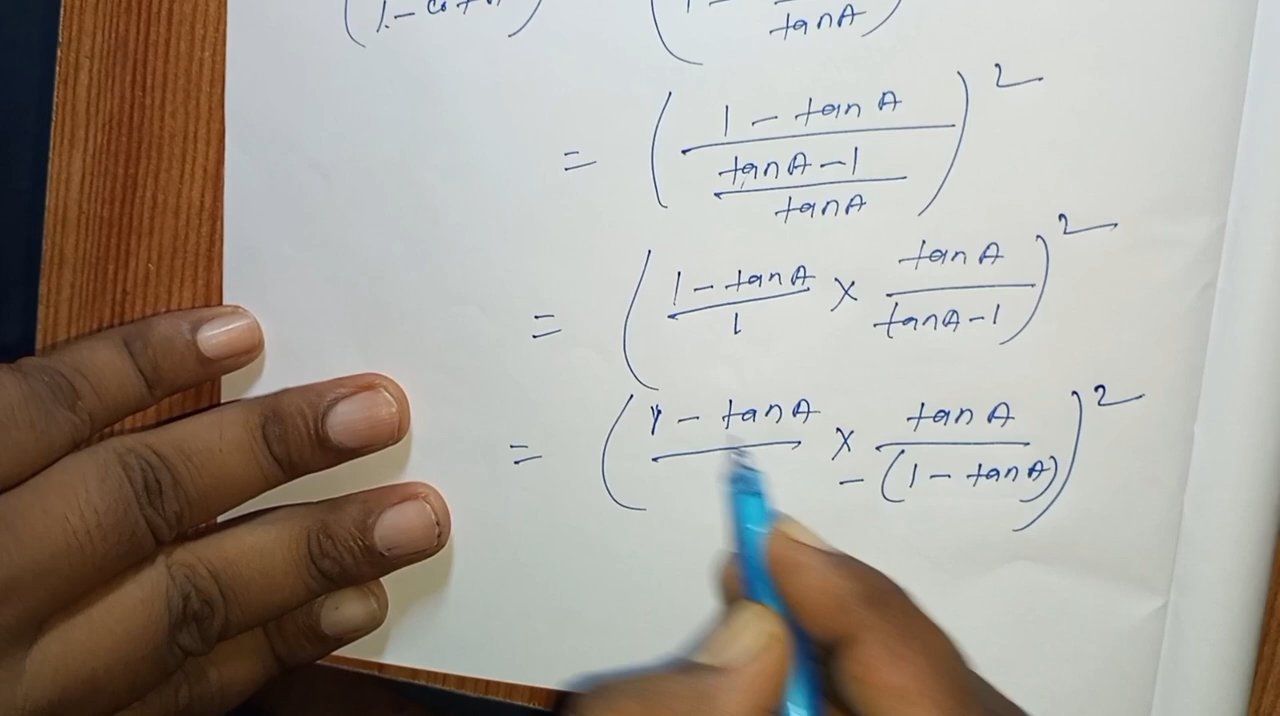 tanA
= ( 1 - tanA / tanA - 1 / tanA )²
= ( 1 - tanA / 1 × tanA / tanA - 1 )²
= ( 1 - tanA × tanA / - (1 - tanA) )²